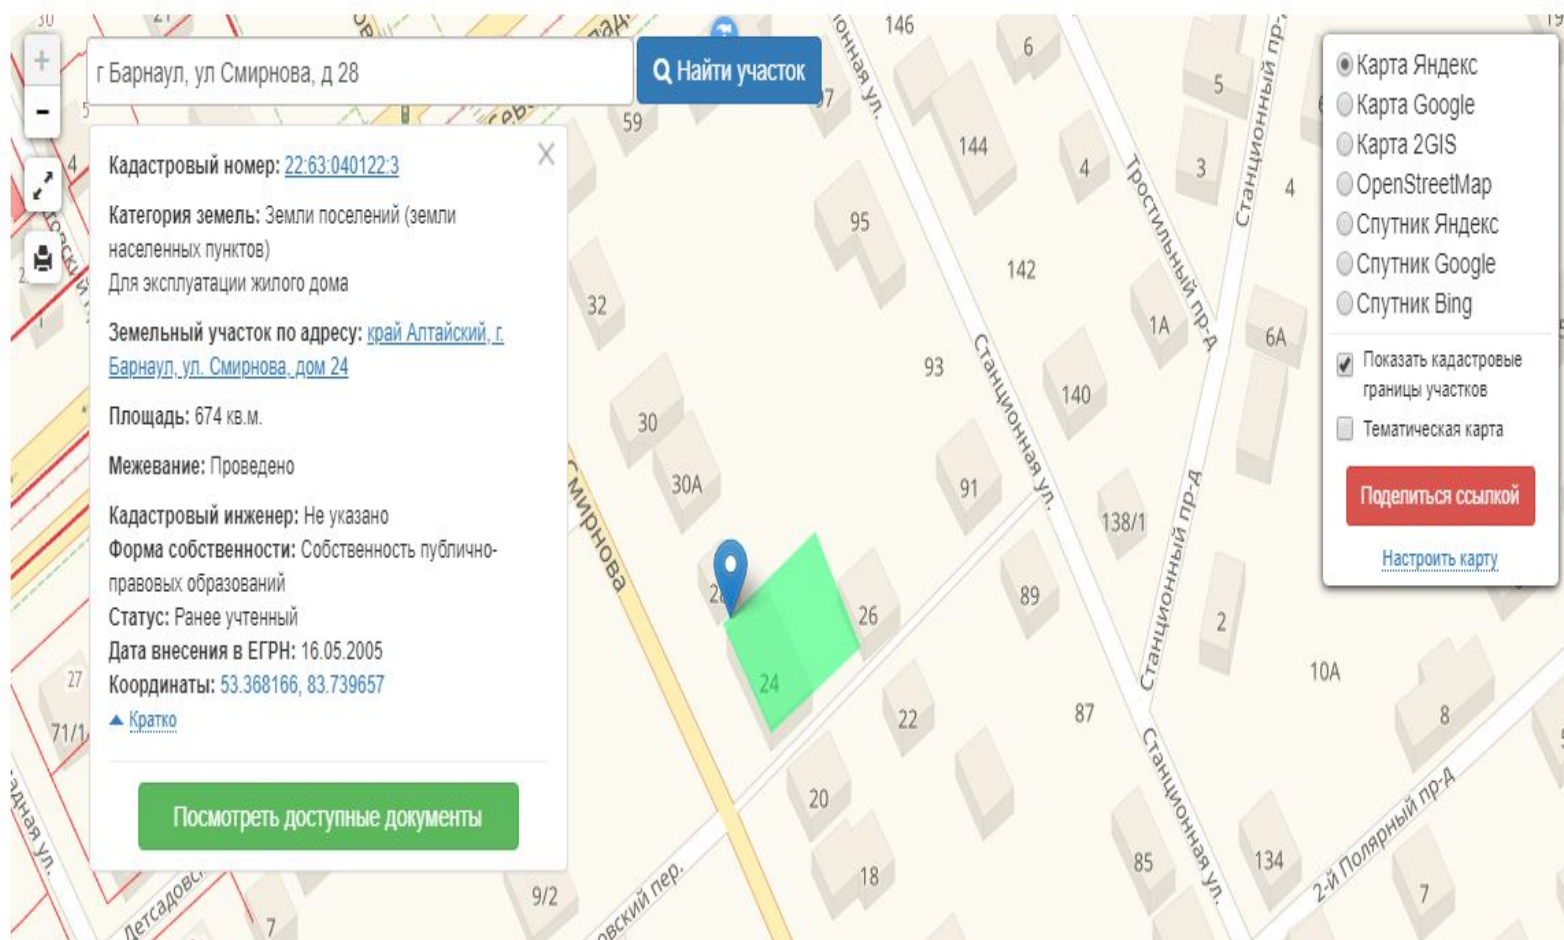 г Барнаул, ул Смирнова, д 28
Найти участок
Кадастровый номер: 22:63:040122:3
X
Категория земель: Земли поселений (земли
населенных пунктов)
Для эксплуатации жилого дома
Земельный участок по адресу: край Алтайский, г.
Барнаул, ул. Смирнова, дом 24
Площадь: 674 кв.м.
Межевание: Проведено
Кадастровый инженер: Не указано
Форма собственности: Собственность публично-
правовых образований
Статус: Ранее учтенный
Дата внесения в ЕГРН: 16.05.2005
Координаты: 53.368166, 83.739657
Кратко
Посмотреть доступные документы
Карта Яндекс
Карта Google
Карта 2GIS
OpenStreetMap
Спутник Яндекс
Спутник Google
Спутник Bing
Показать кадастровые
границы участков
Тематическая карта
Поделиться ссылкой
Настроить карту
30
146
6
5
59
144
4
3
4
Тростильный пр-д
Станционный пр-д
95
142
32
1А
6А
93
Станционная ул.
140
30
30А
91
138/1
Смирнова
Станционный пр-д
26
89
2
24
27
10А
71/1
22
87
8
Станционная ул.
20
2-й Полярный пр-д
18
85
134
7
9/2
7